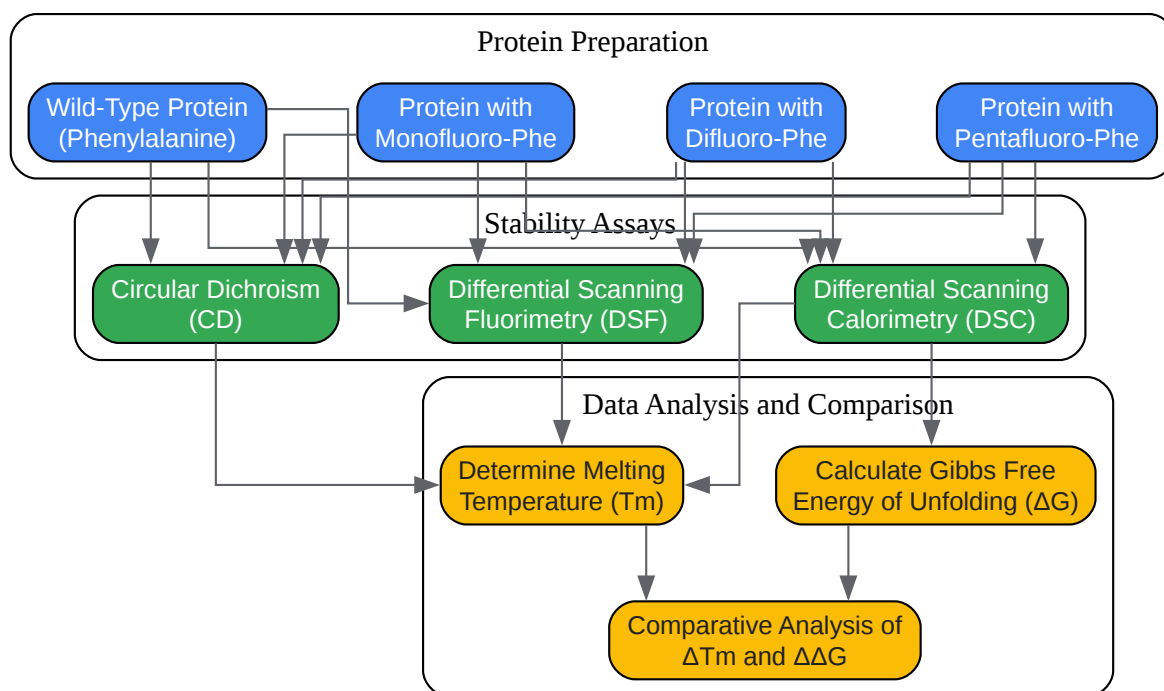 Protein Preparation
Wild-Type Protein
(Phenylalanine)
Protein with
Monofluoro-Phe
Protein with
Difluoro-Phe
Protein with
Pentafluoro-Phe
Stability Assays
Circular Dichroism
(CD)
Differential Scanning
Fluorimetry (DSF)
Differential Scanning
Calorimetry (DSC)
Data Analysis and Comparison
Determine Melting
Temperature (Tm)
Calculate Gibbs Free
Energy of Unfolding (ΔG)
Comparative Analysis of
ΔTm and ΔΔG